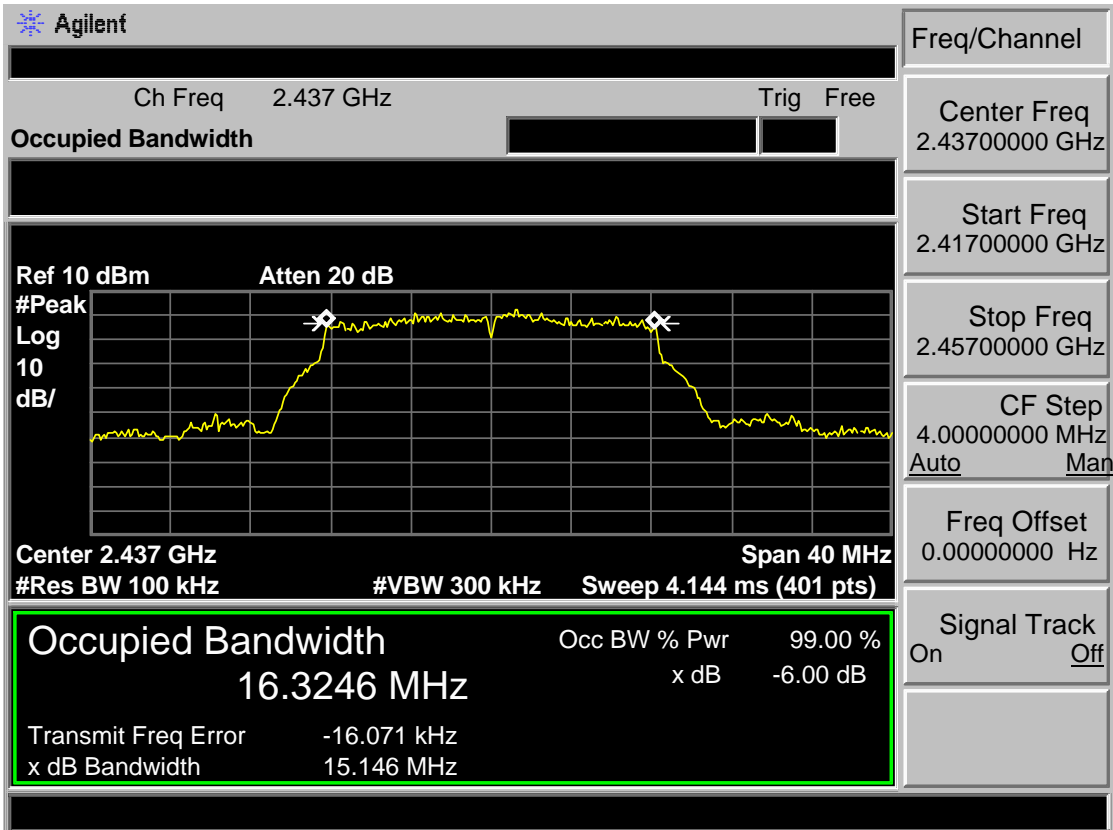 Agilent
Ch Freq 2.437 GHz Trig Free
Occupied Bandwidth
Ref 10 dBm Atten 20 dB
#Peak
Log
10
dB/
Center 2.437 GHz Span 40 MHz
#Res BW 100 kHz #VBW 300 kHz Sweep 4.144 ms (401 pts)
Occupied Bandwidth
16.3246 MHz
Occ BW % Pwr 99.00 %
x dB -6.00 dB
Transmit Freq Error -16.071 kHz
x dB Bandwidth 15.146 MHz
Freq/Channel
Center Freq
2.43700000 GHz
Start Freq
2.41700000 GHz
Stop Freq
2.45700000 GHz
CF Step
4.00000000 MHz
Auto Man
Freq Offset
0.00000000 Hz
Signal Track
On Off